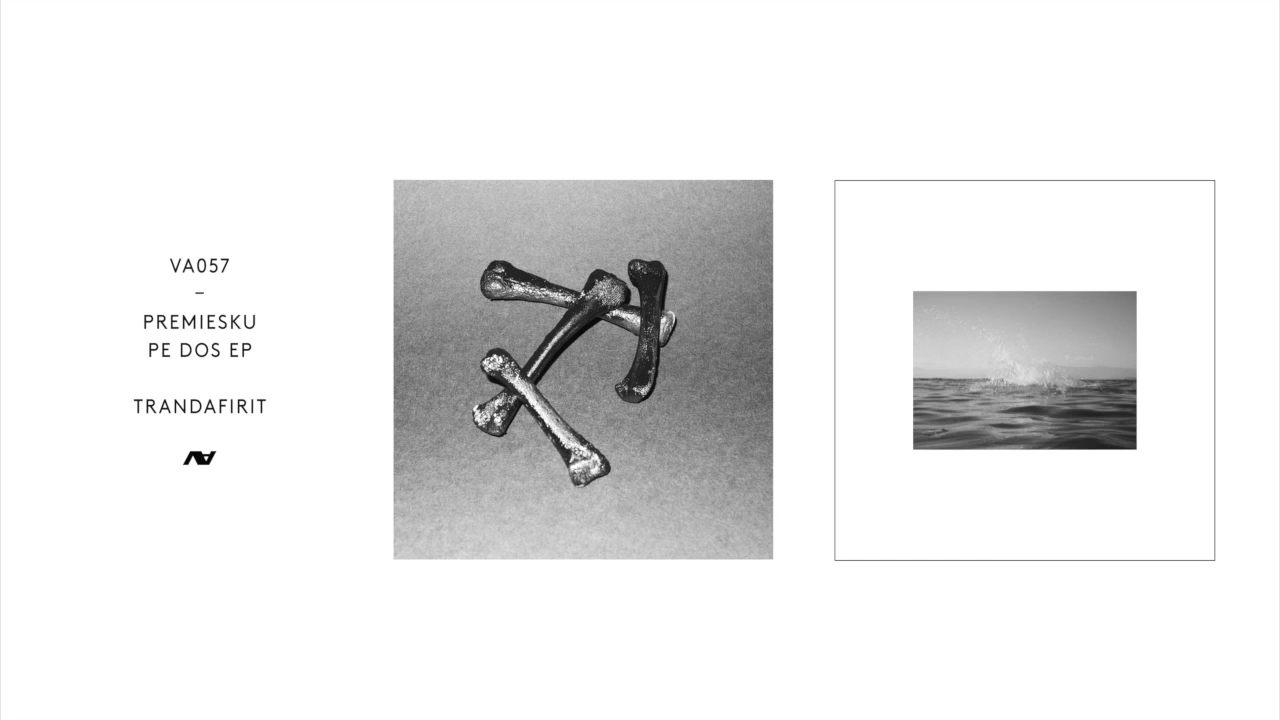 VA057
–
PREMIESKU
PE DOS EP
TRANDAFIRIT